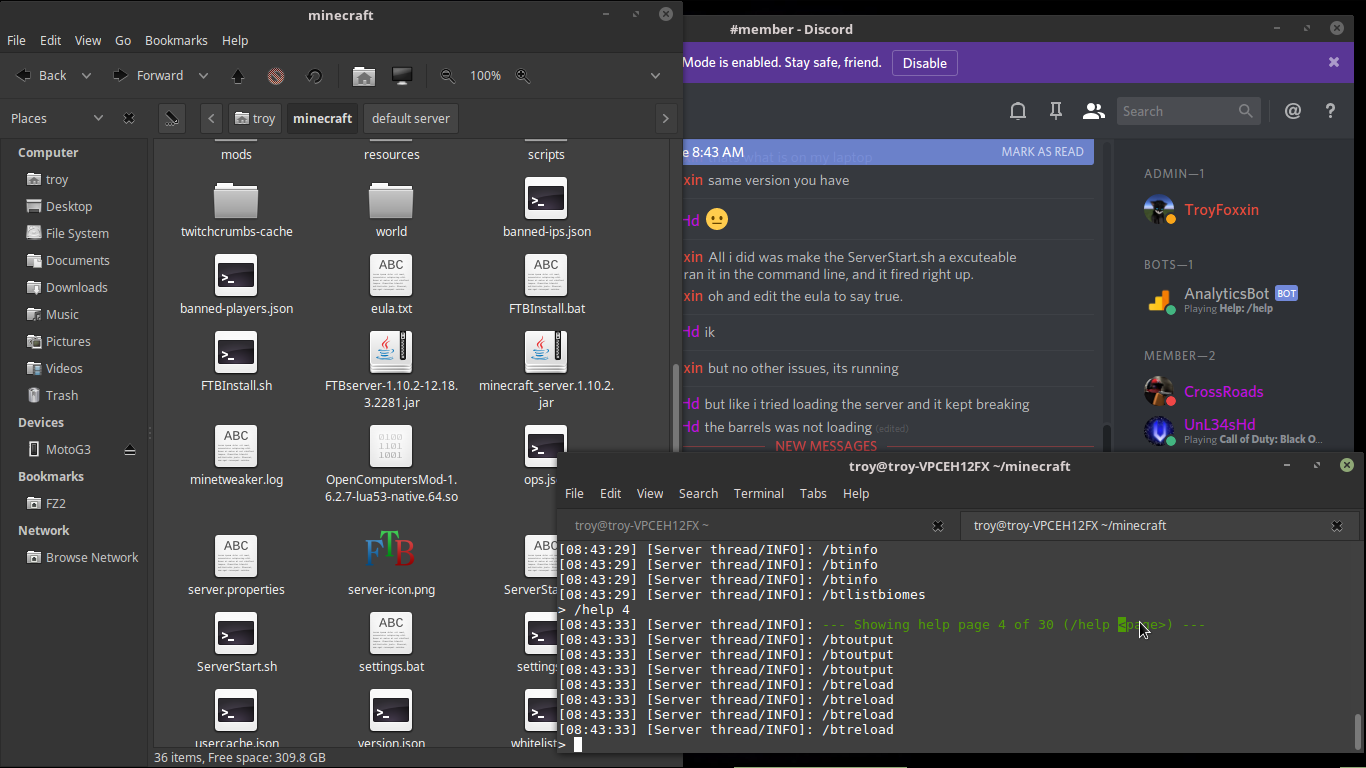 minecraft
File Edit View Go Bookmarks Help
Back Forward 100%
Places troy minecraft default server
Computer
troy
Desktop
File System
Documents
Downloads
Music
Pictures
Videos
Trash
Devices
MotoG3
Bookmarks
FZ2
Network
Browse Network
mods resources scripts
twitchcrumbs-cache world banned-ips.json
banned-players.json eula.txt FTBInstall.bat
FTBInstall.sh FTBserver-1.10.2-12.18. minecraft_server.1.10.2.
3.2281.jar jar
minetweaker.log OpenComputersMod-1. ops.js
6.2.7-lua53-native.64.so
server.properties server-icon.png ServerSta
ServerStart.sh settings.bat setting
usercache.json version.json whitelist
36 items, Free space: 309.8 GB
#member - Discord
Mode is enabled. Stay safe, friend. Disable
Search @ ?
e 8:43 AM MARK AS READ
what is on my laptop
xin same version you have
Hd
xin All i did was make the ServerStart.sh a excuteable
ran it in the command line, and it fired right up.
xin oh and edit the eula to say true.
Hd ik
xin but no other issues, its running
Hd but like i tried loading the server and it kept breaking
Hd the barrels was not loading (edited)
NEW MESSAGES
ADMIN—1
TroyFoxxin
BOTS—1
AnalyticsBot BOT
Playing Help: /help
MEMBER—2
CrossRoads
UnL34sHd
Playing Call of Duty: Black O...
troy@troy-VPCEH12FX ~/minecraft
File Edit View Search Terminal Tabs Help
troy@troy-VPCEH12FX ~ troy@troy-VPCEH12FX ~/minecraft
[08:43:29] [Server thread/INFO]: /btinfo
[08:43:29] [Server thread/INFO]: /btinfo
[08:43:29] [Server thread/INFO]: /btinfo
[08:43:29] [Server thread/INFO]: /btlistbiomes
> /help 4
[08:43:33] [Server thread/INFO]: --- Showing help page 4 of 30 (/help <page>) ---
[08:43:33] [Server thread/INFO]: /btoutput
[08:43:33] [Server thread/INFO]: /btoutput
[08:43:33] [Server thread/INFO]: /btoutput
[08:43:33] [Server thread/INFO]: /btreload
[08:43:33] [Server thread/INFO]: /btreload
[08:43:33] [Server thread/INFO]: /btreload
[08:43:33] [Server thread/INFO]: /btreload
>